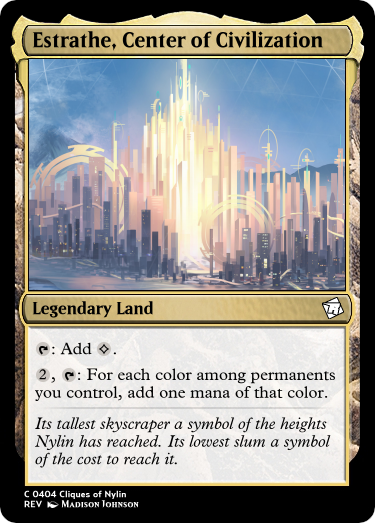 Estrathe, Center of Civilization
Legendary Land
: Add .
2, : For each color among permanents
you control, add one mana of that color.
Its tallest skyscraper a symbol of the heights
Nylin has reached. Its lowest slum a symbol
of the cost to reach it.
C 0404 Cliques of Nylin
REV Madison Johnson